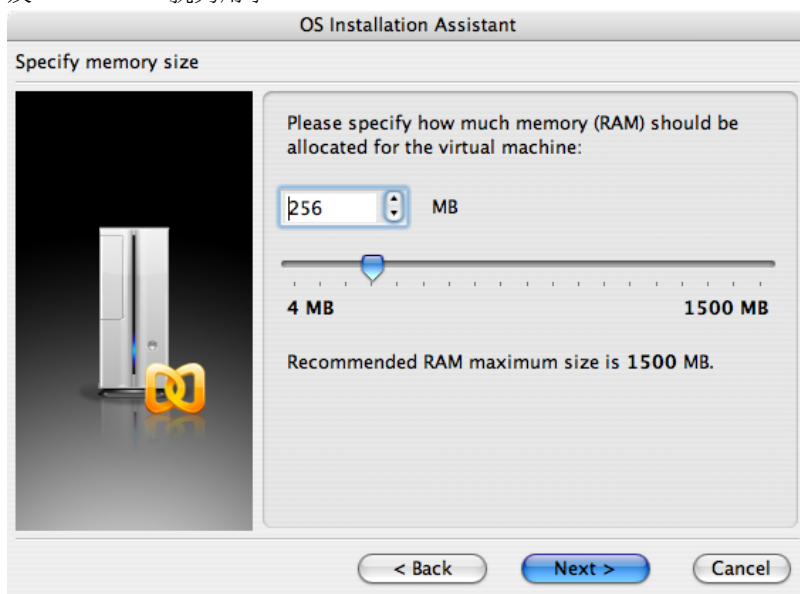 OS Installation Assistant
Specify memory size
Please specify how much memory (RAM) should be
allocated for the virtual machine:
256 MB
4 MB 1500 MB
Recommended RAM maximum size is 1500 MB.
< Back Next > Cancel